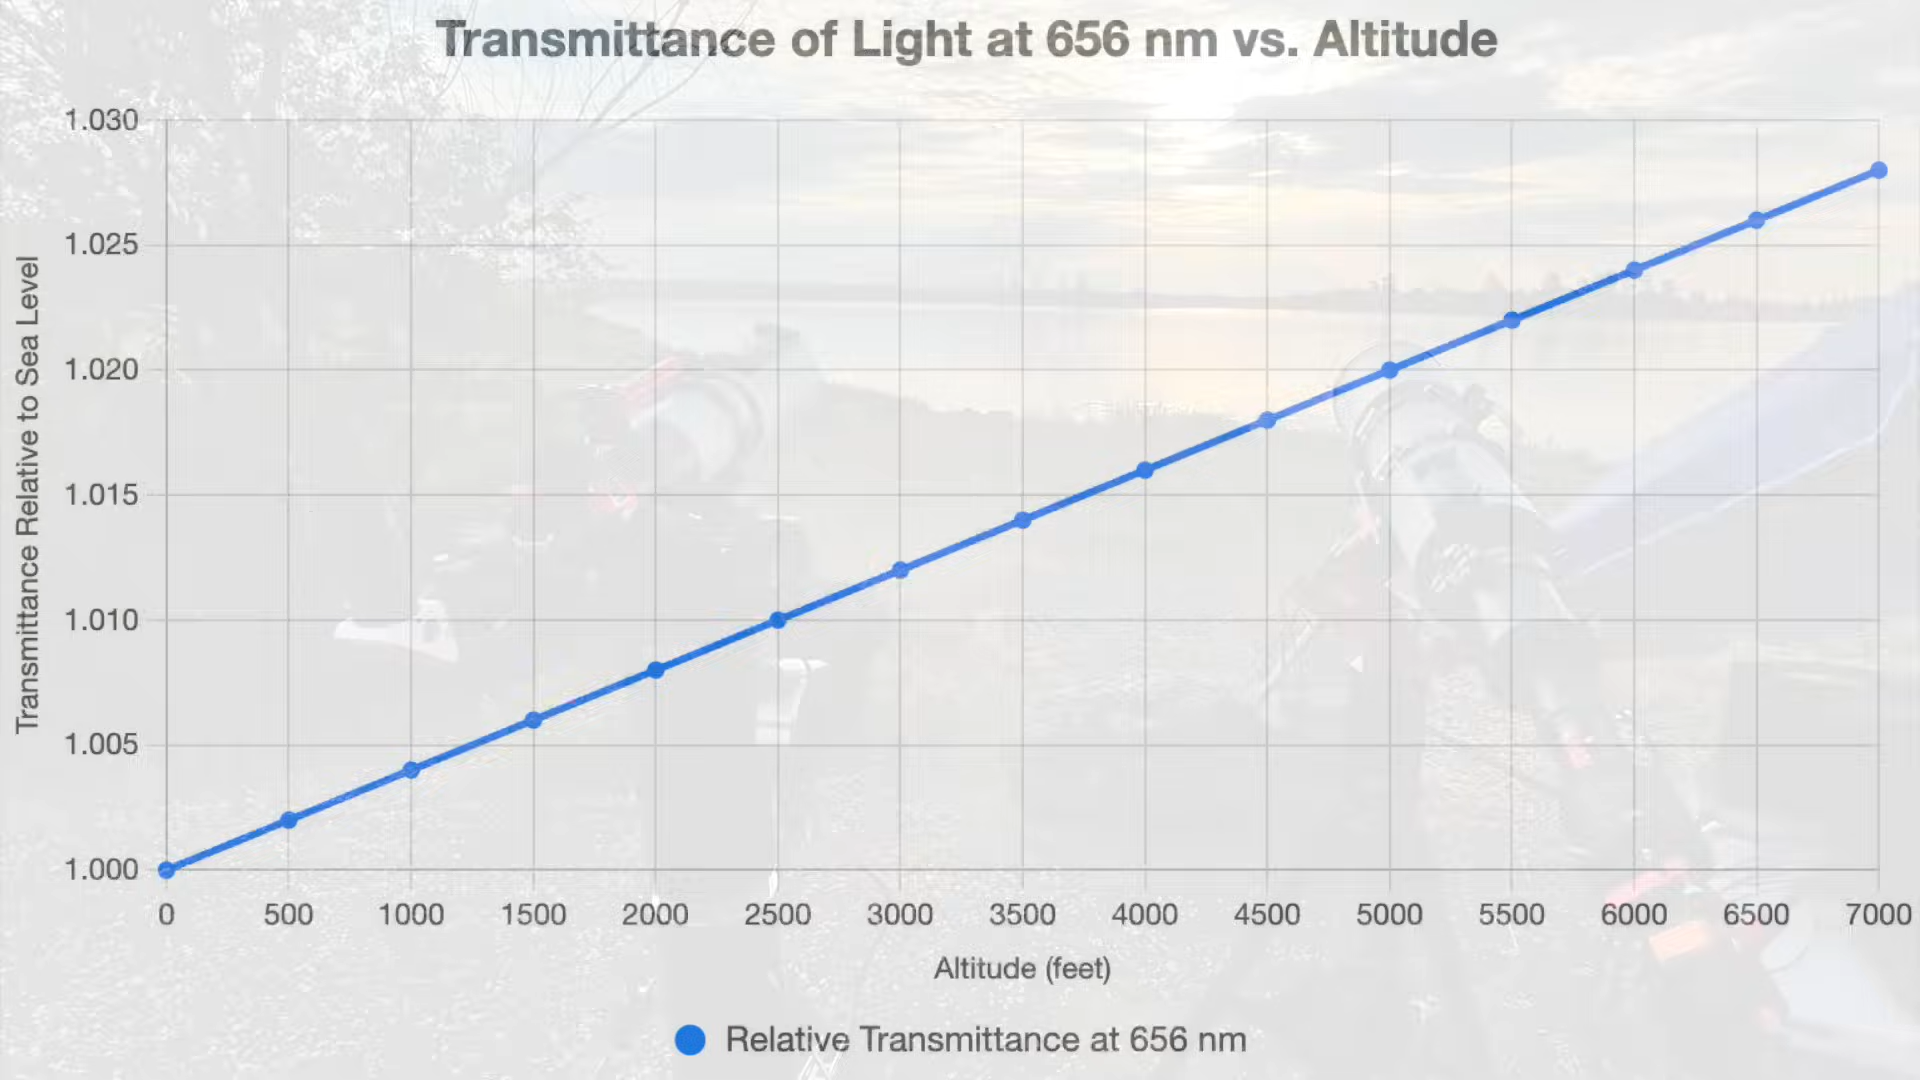 Transmittance of Light at 656 nm vs. Altitude
1.030
1.025
1.020
1.015
1.010
1.005
1.000
Transmittance Relative to Sea Level
0 500 1000 1500 2000 2500 3000 3500 4000 4500 5000 5500 6000 6500 7000
Altitude (feet)
Relative Transmittance at 656 nm